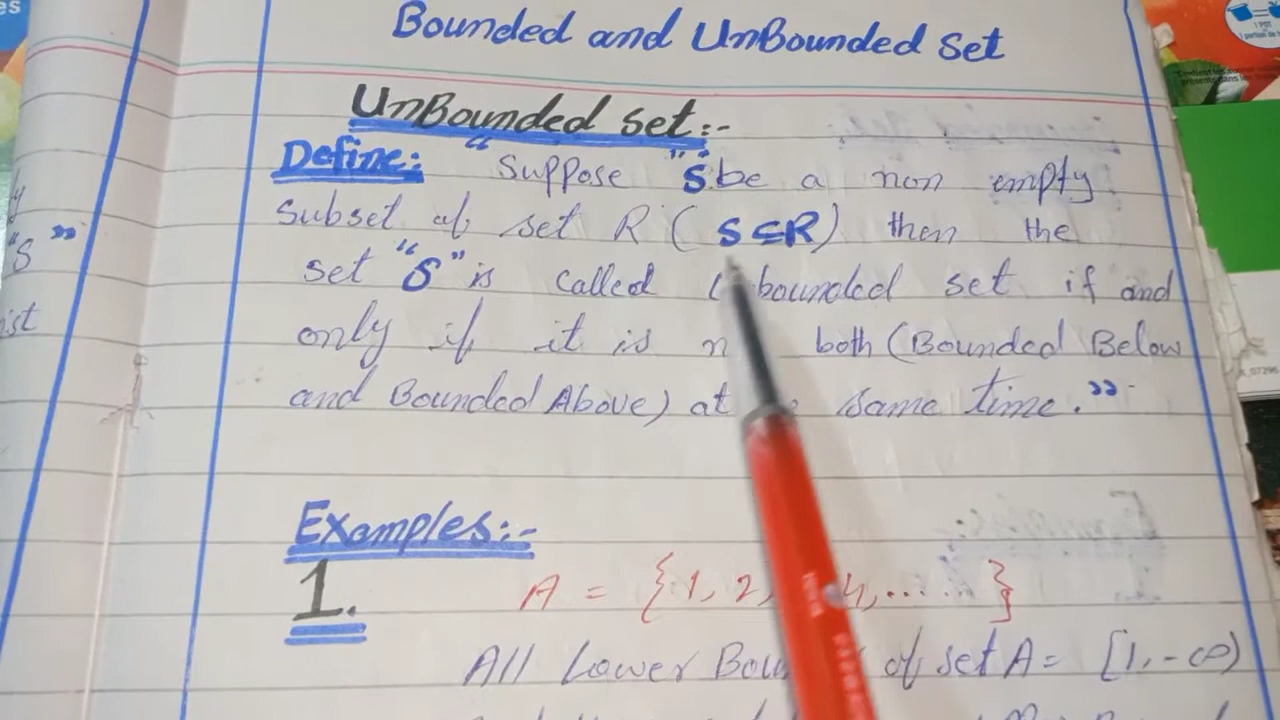 Bounded and UnBounded Set
UnBounded set:-
Define: "Suppose "S" be a non empty
Subset of set R (S⊆R) then the
set "S" is called bounded set if and
only if it is both (Bounded Below
and Bounded Above) at same time."
Examples:-
1. A = {1, 2, 4,...... }
All Lower of set A = [1,-∞)
y
"S"
ist
es